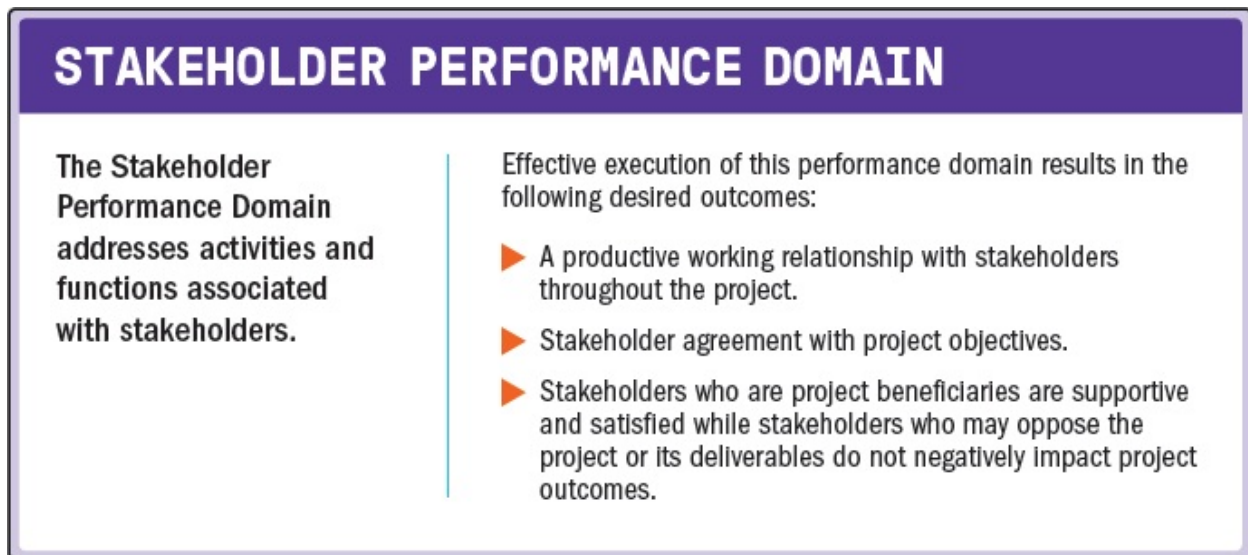 STAKEHOLDER PERFORMANCE DOMAIN
The Stakeholder
Performance Domain
addresses activities and
functions associated
with stakeholders.
Effective execution of this performance domain results in the
following desired outcomes:
A productive working relationship with stakeholders
throughout the project.
Stakeholder agreement with project objectives.
Stakeholders who are project beneficiaries are supportive
and satisfied while stakeholders who may oppose the
project or its deliverables do not negatively impact project
outcomes.